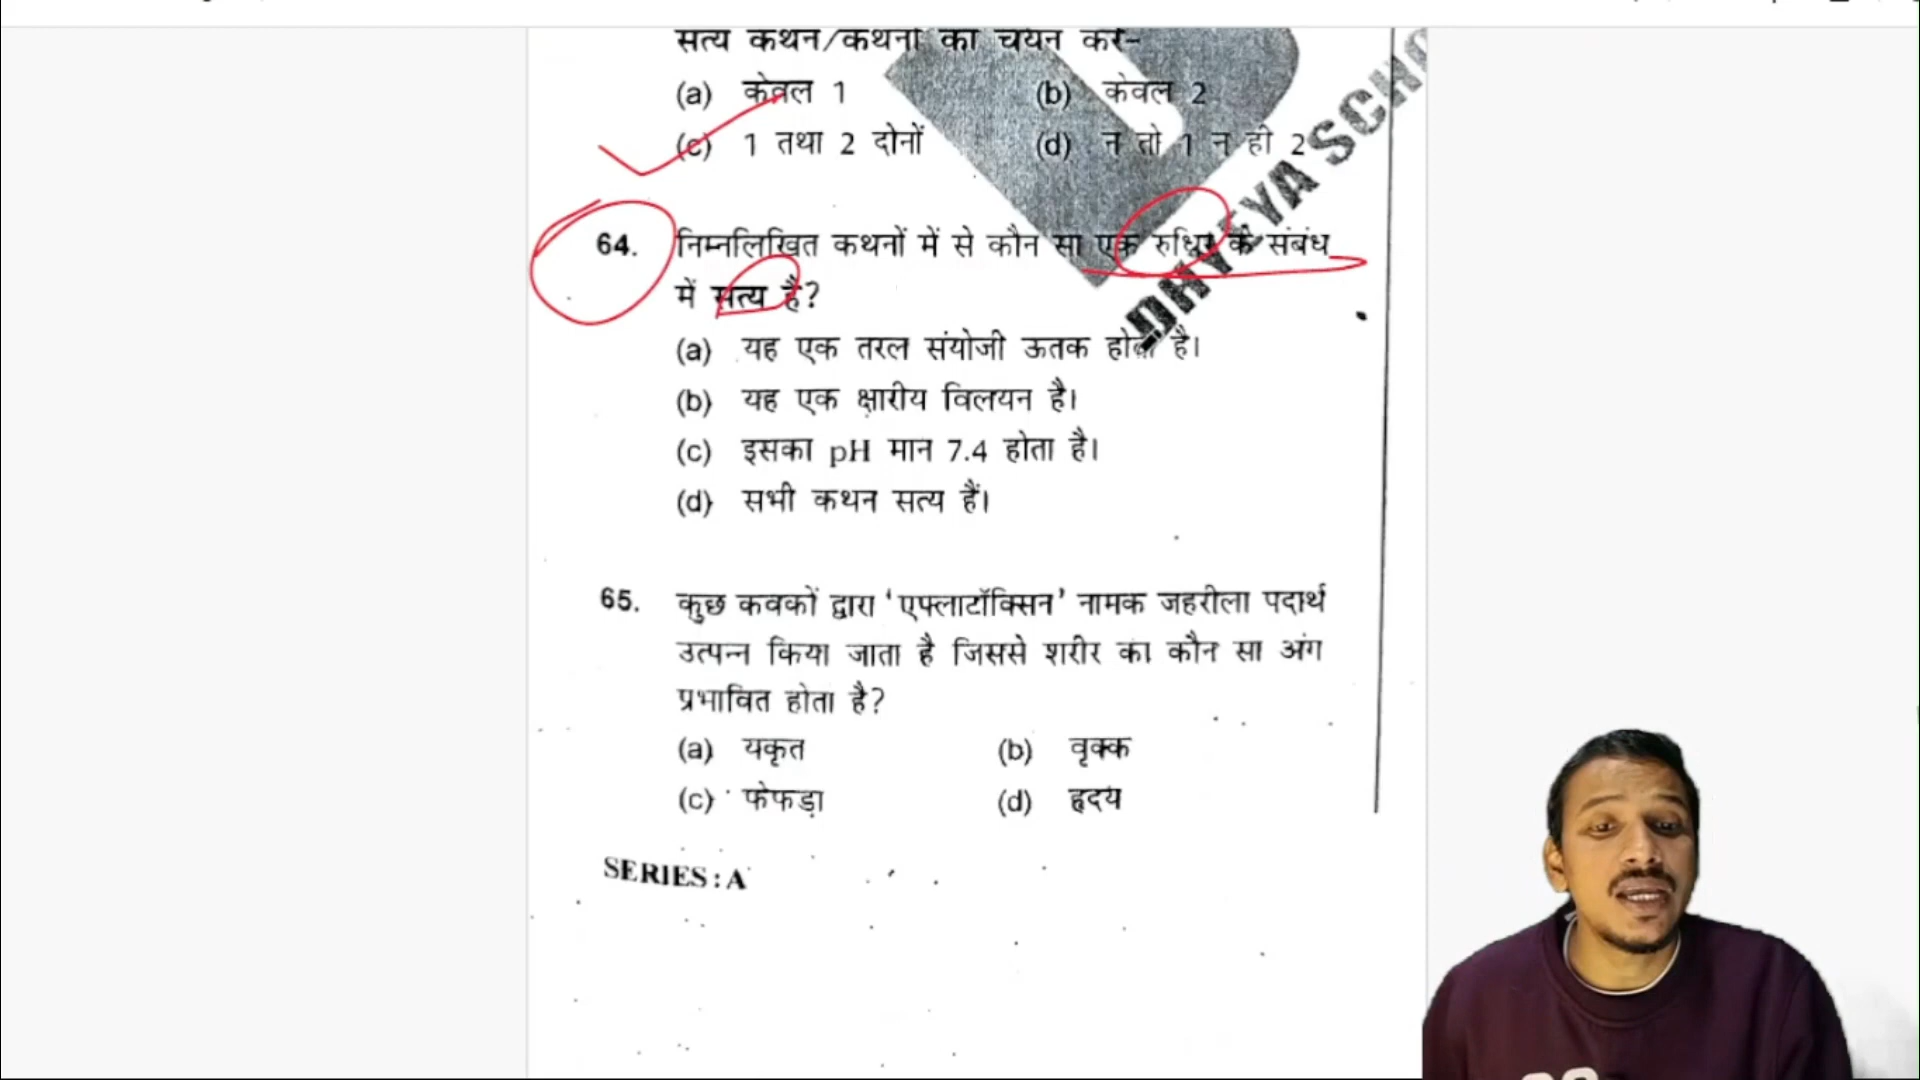 सत्य कथन/कथनों का चयन करें-
(a) केवल 1 (b) केवल 2
(c) 1 तथा 2 दोनों (d) न तो 1 न ही 2
64. निम्नलिखित कथनों में से कौन सा एक रुधिर के संबंध
में सत्य है?
(a) यह एक तरल संयोजी ऊतक होता है।
(b) यह एक क्षारीय विलयन है।
(c) इसका pH मान 7.4 होता है।
(d) सभी कथन सत्य हैं।
65. कुछ कवकों द्वारा 'एफ्लाटॉक्सिन' नामक जहरीला पदार्थ
उत्पन्न किया जाता है जिससे शरीर का कौन सा अंग
प्रभावित होता है?
(a) यकृत (b) वृक्क
(c) फेफड़ा (d) हृदय
SERIES : A
DHYEYA SCHO